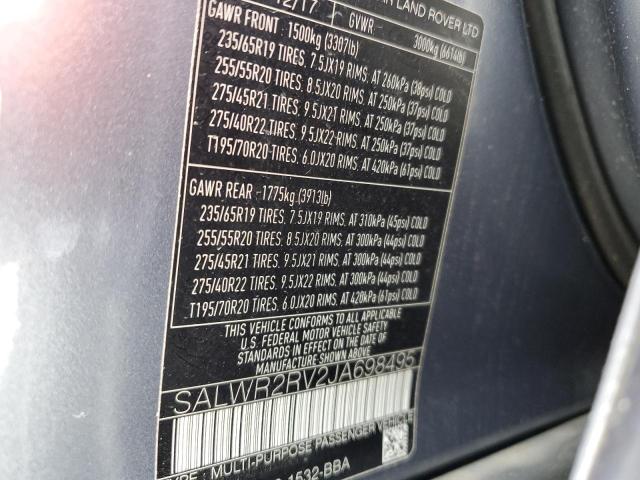 12/17 AR LAND ROVER LTD
GAWR FRONT : 1500kg (3307lb) GVWR - 3000kg (6614lb)
235/65R19 TIRES, 7.5JX19 RIMS, AT 260kPa (38psi) COLD
255/55R20 TIRES, 8.5JX20 RIMS, AT 250kPa (37psi) COLD
275/45R21 TIRES, 9.5JX21 RIMS, AT 250kPa (37psi) COLD
275/40R22 TIRES, 9.5JX22 RIMS, AT 250kPa (37psi) COLD
T195/70R20 TIRES, 6.0JX20 RIMS, AT 420kPa (61psi) COLD
GAWR REAR - 1775kg (3913lb)
235/65R19 TIRES, 7.5JX19 RIMS, AT 310kPa (45psi) COLD
255/55R20 TIRES, 8.5JX20 RIMS, AT 300kPa (44psi) COLD
275/45R21 TIRES, 9.5JX21 RIMS, AT 300kPa (44psi) COLD
275/40R22 TIRES, 9.5JX22 RIMS, AT 300kPa (44psi) COLD
T195/70R20 TIRES, 6.0JX20 RIMS, AT 420kPa (61psi) COLD
THIS VEHICLE CONFORMS TO ALL APPLICABLE
U.S. FEDERAL MOTOR VEHICLE SAFETY
STANDARDS IN EFFECT ON THE DATE OF
MANUFACTURE SHOWN ABOVE.
SALWR2RV2JA698495
TYPE : MULTI-PURPOSE PASSENGER VEHICLE
1532-BBA